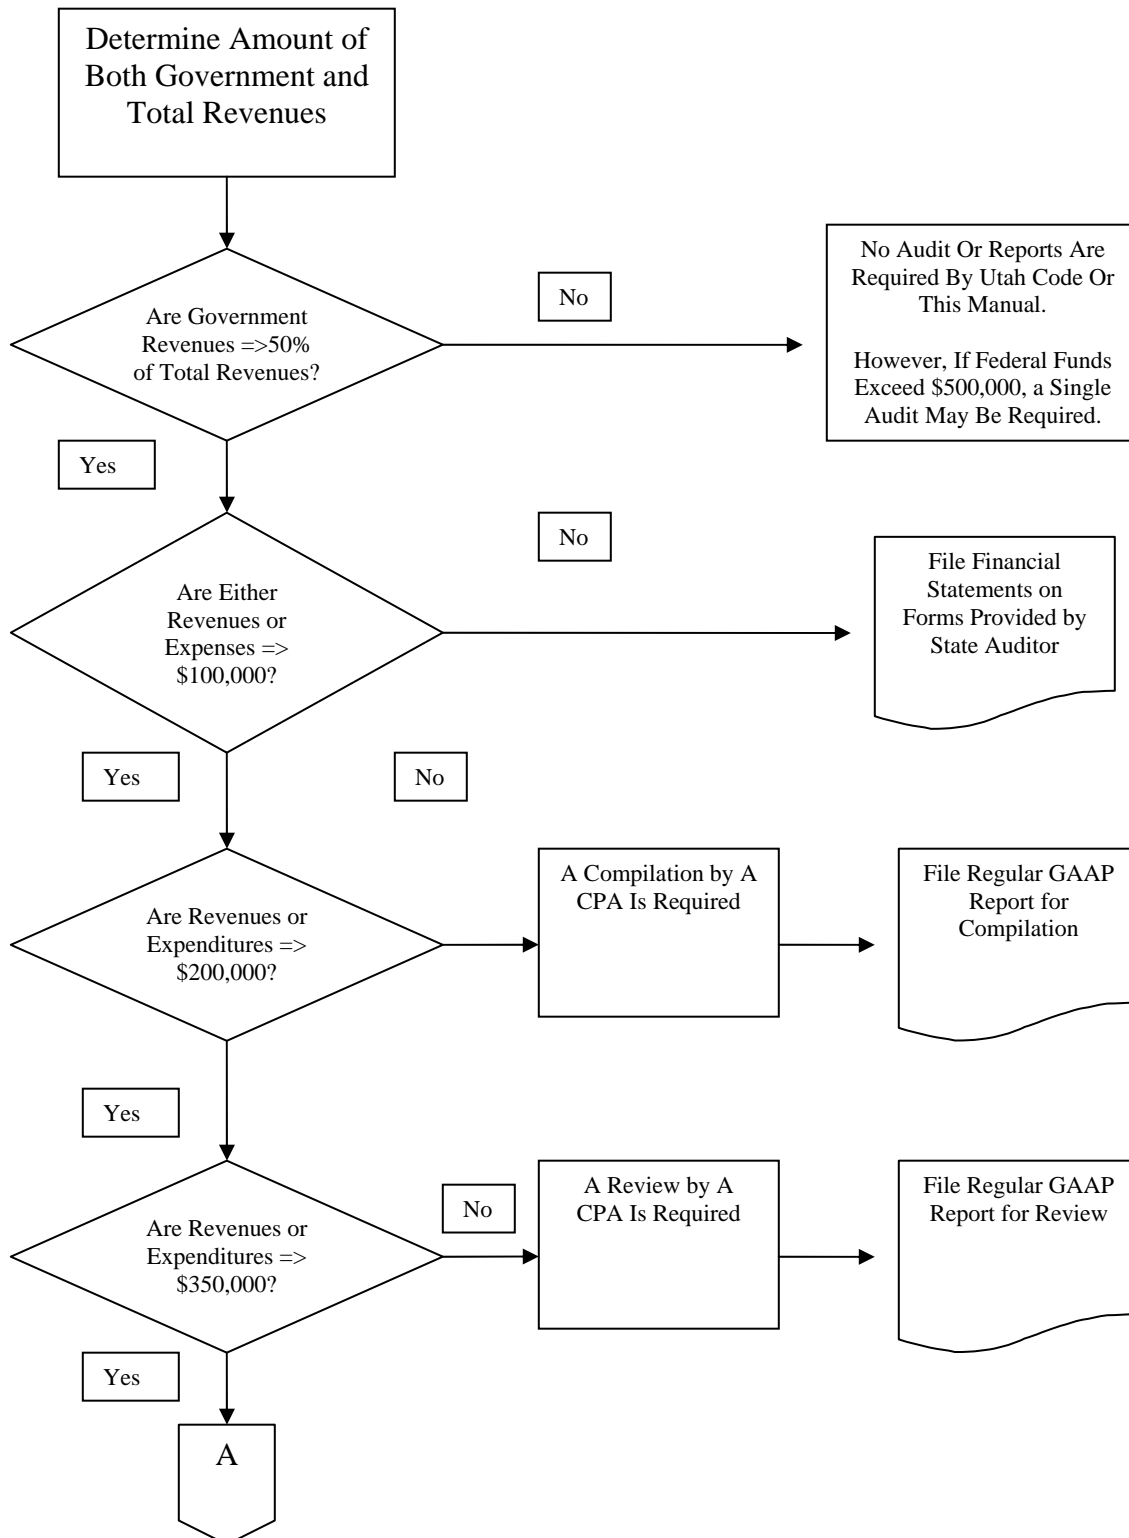 Determine Amount of
Both Government and
Total Revenues
No
No Audit Or Reports Are
Required By Utah Code Or
This Manual.
However, If Federal Funds
Exceed $500,000, a Single
Audit May Be Required.
Are Government
Revenues =>50%
of Total Revenues?
Yes
No
File Financial
Statements on
Forms Provided by
State Auditor
Are Either
Revenues or
Expenses =>
$100,000?
Yes
No
Are Revenues or
Expenditures =>
$200,000?
A Compilation by A
CPA Is Required
File Regular GAAP
Report for
Compilation
Yes
Are Revenues or
Expenditures =>
$350,000?
No
A Review by A
CPA Is Required
File Regular GAAP
Report for Review
Yes
A